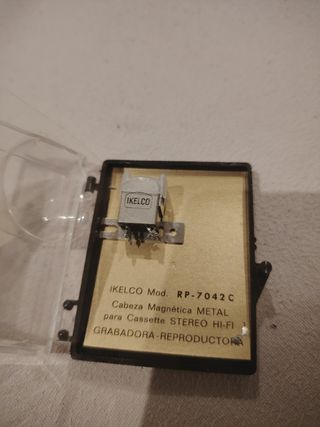 IKELCO
IKELCO Mod. RP-7042C
Cabeza Magnética METAL
para Cassette STEREO HI-FI
GRABADORA-REPRODUCTORA